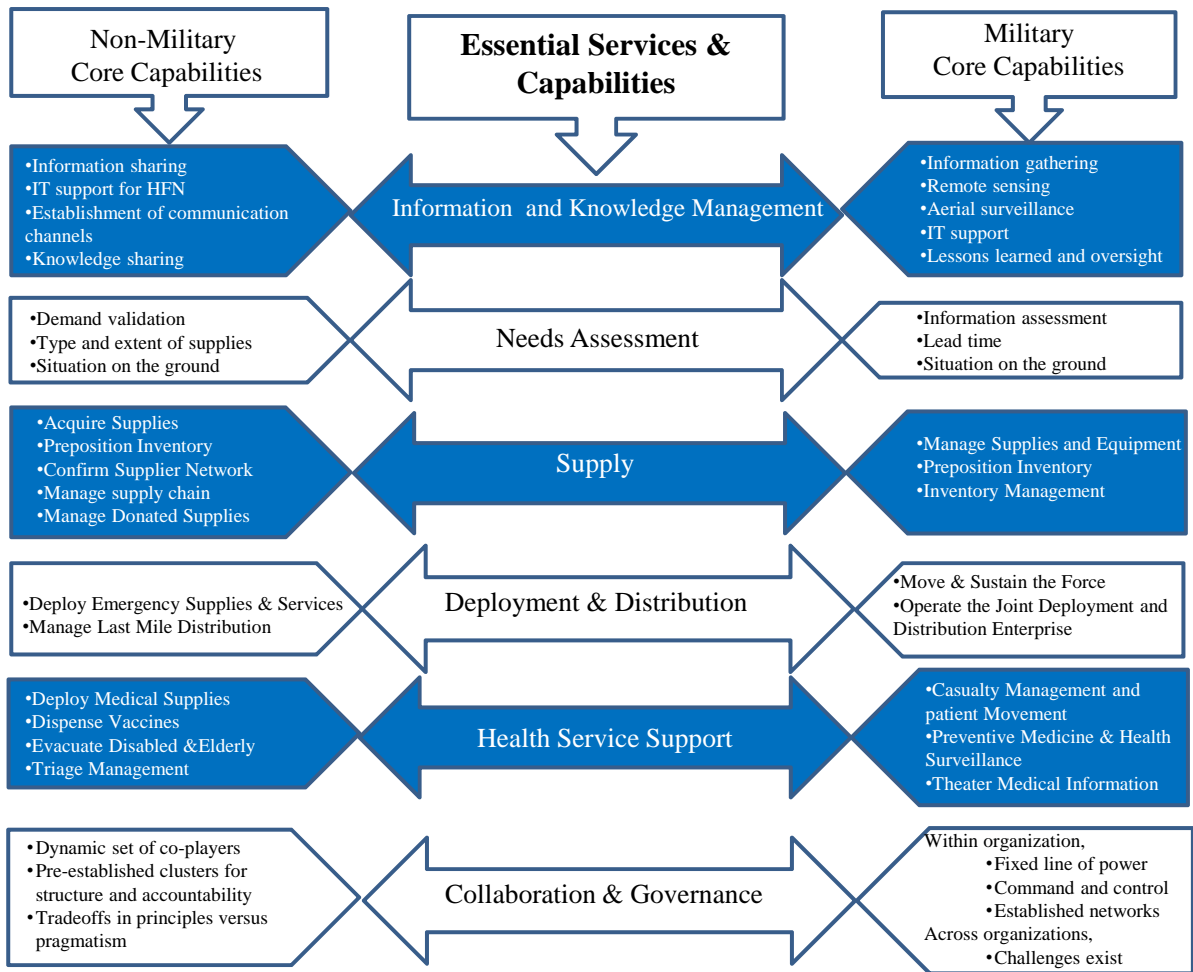 Non-Military
Core Capabilities
Essential Services &
Capabilities
Military
Core Capabilities
•Information sharing
•IT support for HFN
•Establishment of communication
channels
•Knowledge sharing
Information and Knowledge Management
•Information gathering
•Remote sensing
•Aerial surveillance
•IT support
•Lessons learned and oversight
•Demand validation
•Type and extent of supplies
•Situation on the ground
Needs Assessment
•Information assessment
•Lead time
•Situation on the ground
•Acquire Supplies
•Preposition Inventory
•Confirm Supplier Network
•Manage supply chain
•Manage Donated Supplies
Supply
•Manage Supplies and Equipment
•Preposition Inventory
•Inventory Management
•Deploy Emergency Supplies & Services
•Manage Last Mile Distribution
Deployment & Distribution
•Move & Sustain the Force
•Operate the Joint Deployment and
Distribution Enterprise
•Deploy Medical Supplies
•Dispense Vaccines
•Evacuate Disabled &Elderly
•Triage Management
Health Service Support
•Casualty Management and
patient Movement
•Preventive Medicine & Health
Surveillance
•Theater Medical Information
•Dynamic set of co-players
•Pre-established clusters for
structure and accountability
•Tradeoffs in principles versus
pragmatism
Collaboration & Governance
Within organization,
•Fixed line of power
•Command and control
•Established networks
Across organizations,
•Challenges exist